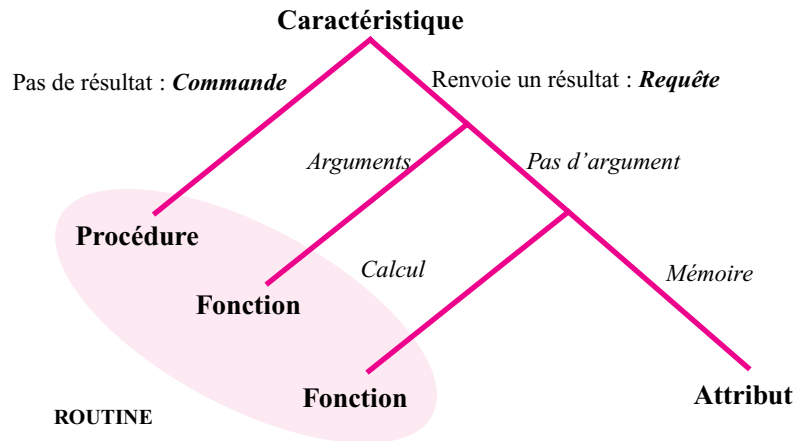 Caractéristique
Pas de résultat : Commande
Renvoie un résultat : Requête
Arguments
Pas d’argument
Procédure
Calcul
Mémoire
Fonction
Fonction
Attribut
ROUTINE